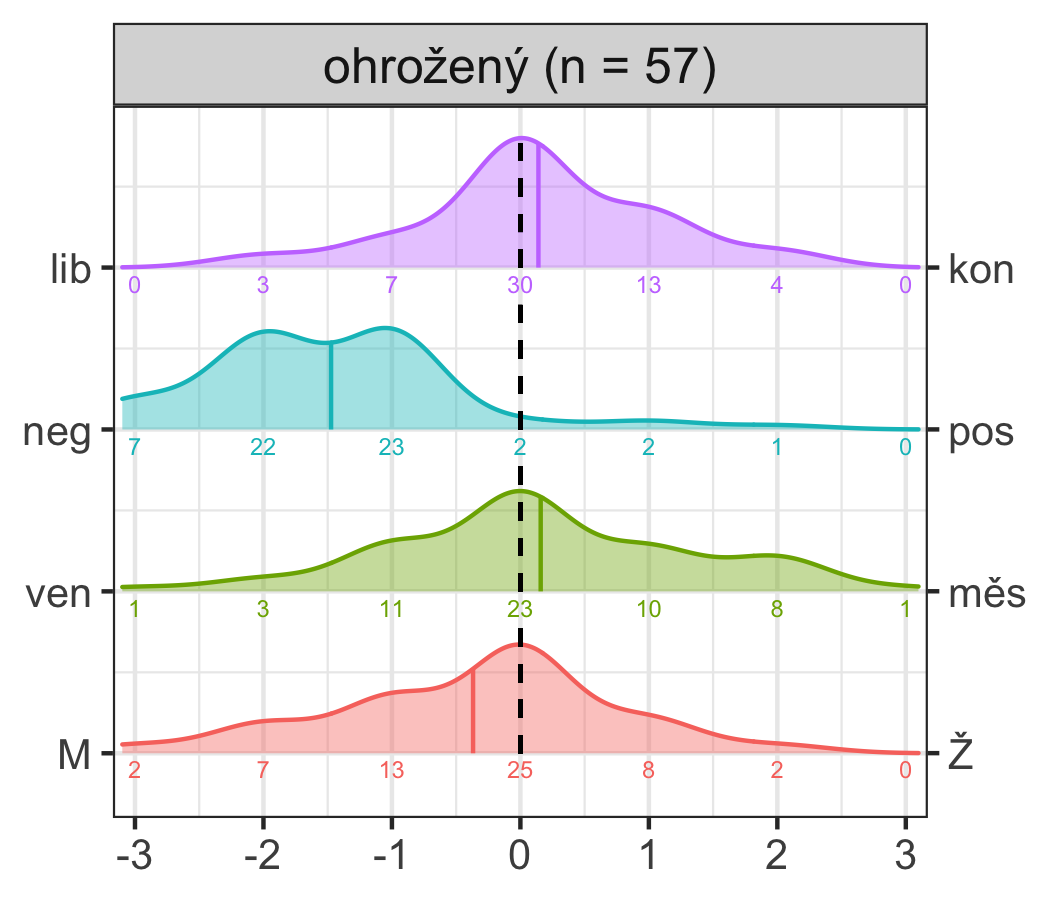 ohrožený (n = 57)
lib kon
0 3 7 30 13 4 0
neg pos
7 22 23 2 2 1 0
ven měs
1 3 11 23 10 8 1
M Ž
2 7 13 25 8 2 0
-3 -2 -1 0 1 2 3